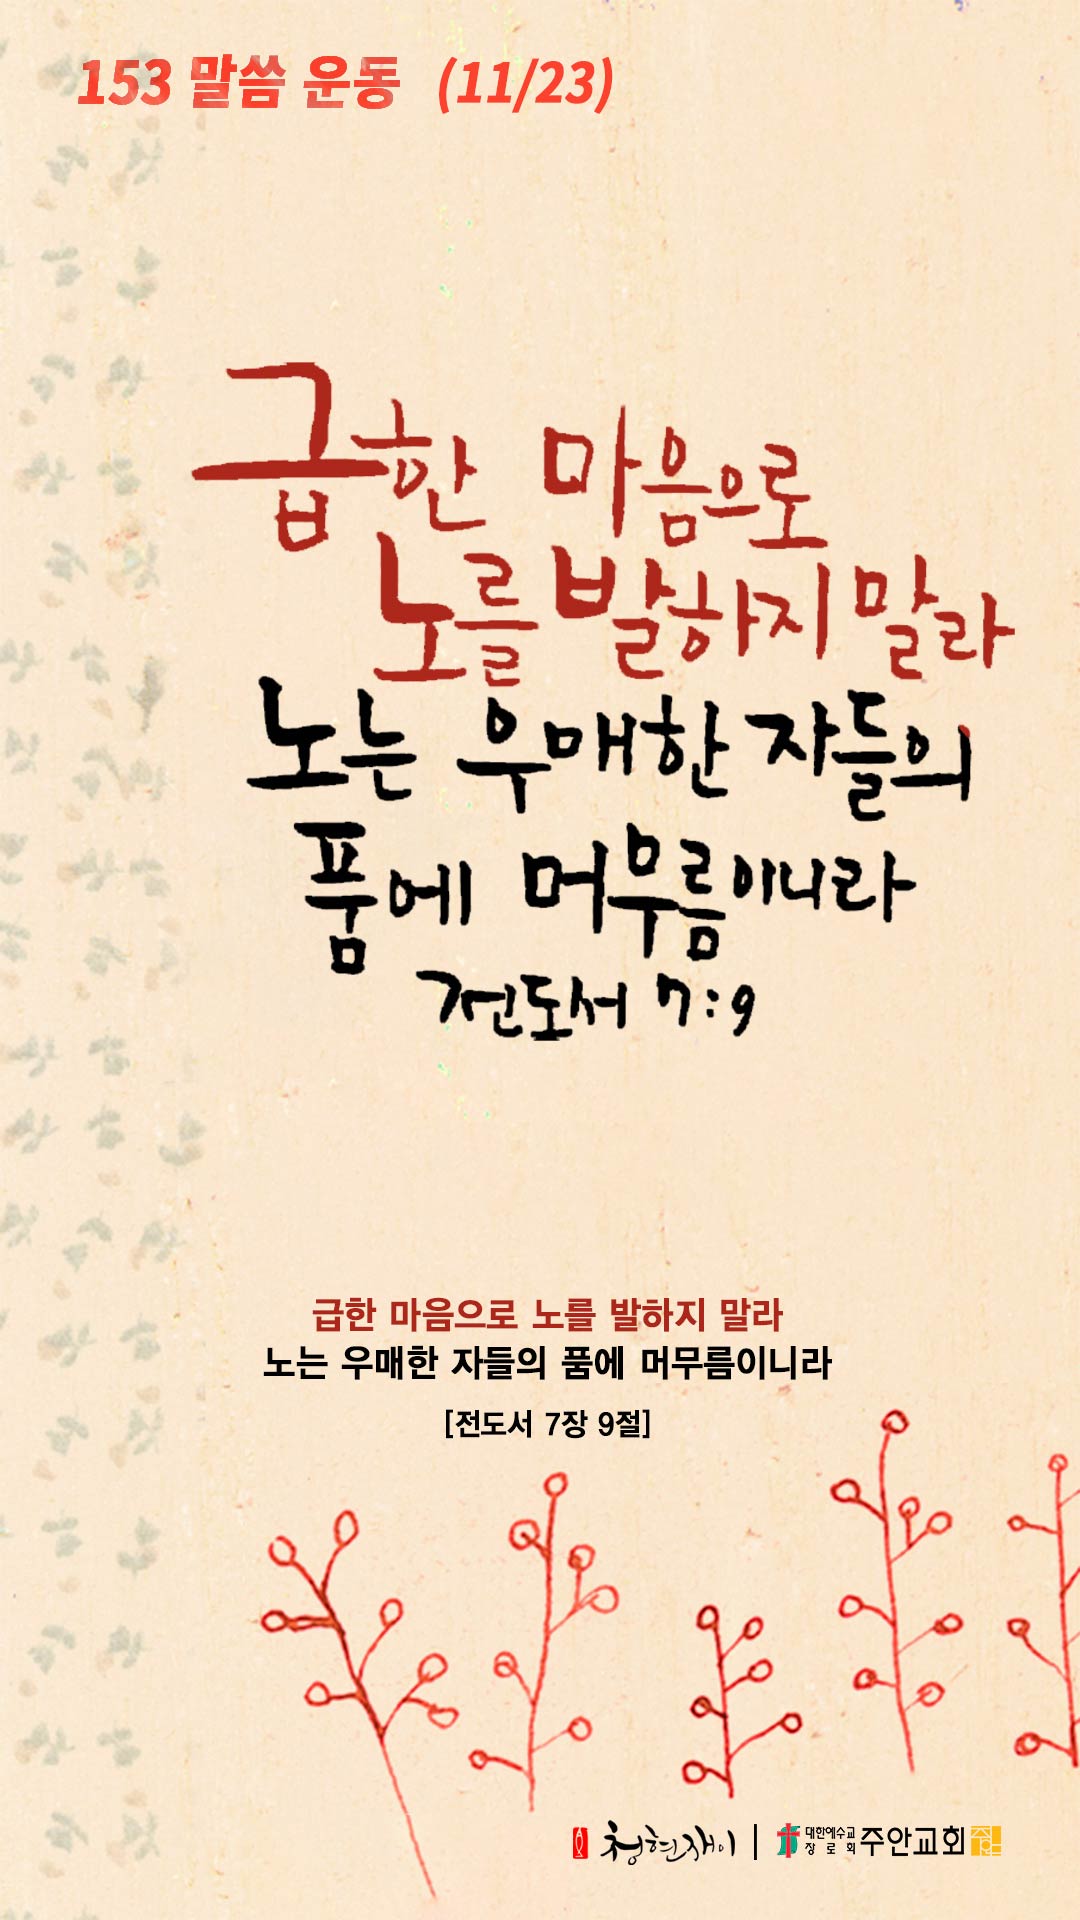 153 말씀 운동 (11/23)
급한 마음으로
노를 발하지 말라
노는 우매한 자들의
품에 머무름이니라
전도서 7:9
급한 마음으로 노를 발하지 말라
노는 우매한 자들의 품에 머무름이니라
[전도서 7장 9절]
청현재이 | 대한예수교
장로회 주안교회